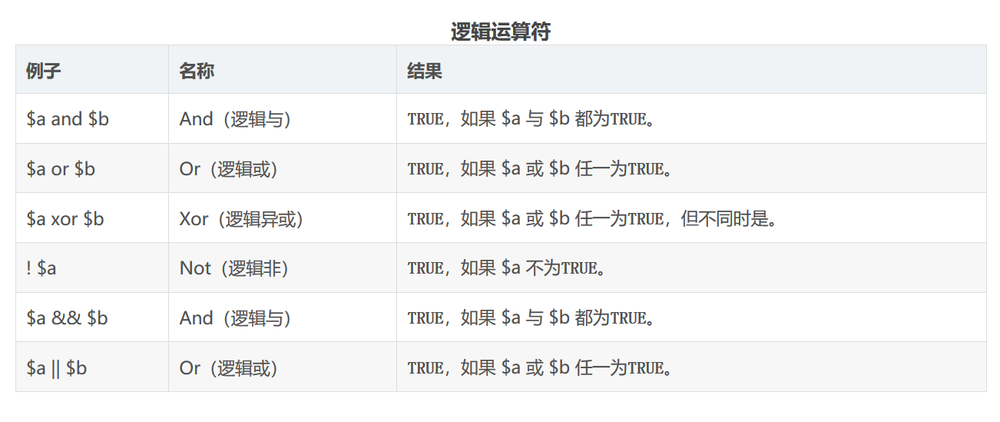 逻辑运算符
例子 名称 结果
$a and $b And（逻辑与） TRUE，如果 $a 与 $b 都为TRUE。
$a or $b Or（逻辑或） TRUE，如果 $a 或 $b 任一为TRUE。
$a xor $b Xor（逻辑异或） TRUE，如果 $a 或 $b 任一为TRUE，但不同时是。
! $a Not（逻辑非） TRUE，如果 $a 不为TRUE。
$a && $b And（逻辑与） TRUE，如果 $a 与 $b 都为TRUE。
$a || $b Or（逻辑或） TRUE，如果 $a 或 $b 任一为TRUE。